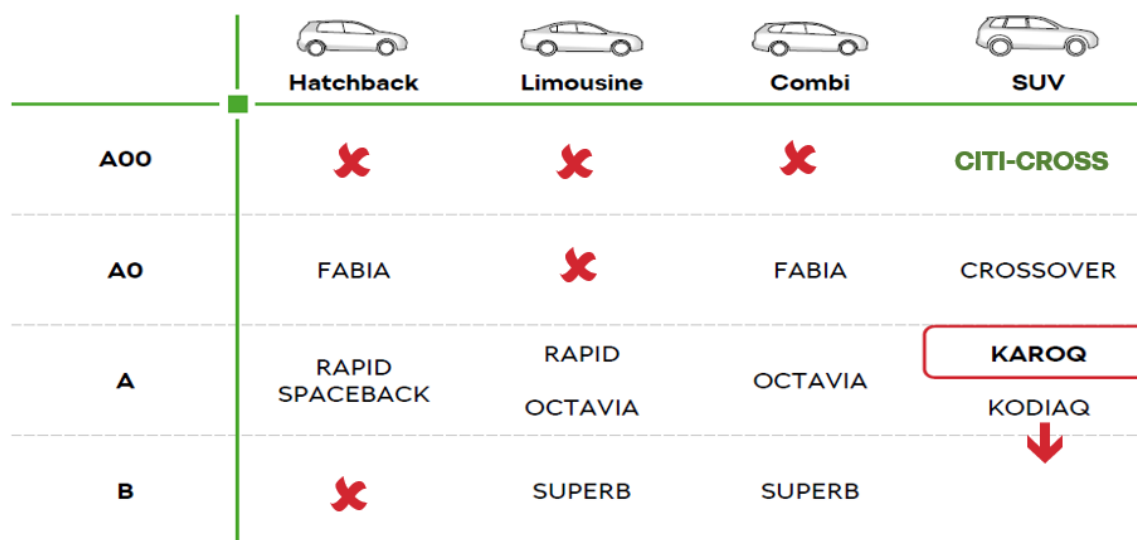 Hatchback Limousine Combi SUV
A00 CITI-CROSS
A0 FABIA FABIA CROSSOVER
RAPID KAROQ
A RAPID SPACEBACK OCTAVIA
OCTAVIA KODIAQ
B SUPERB SUPERB